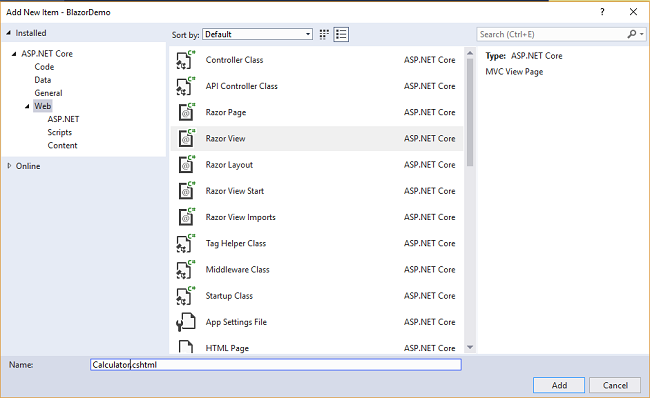 Add New Item - BlazorDemo
Installed
ASP.NET Core
Code
Data
General
Web
ASP.NET
Scripts
Content
Online
Sort by: Default
Controller Class ASP.NET Core
API Controller Class ASP.NET Core
Razor Page ASP.NET Core
Razor View ASP.NET Core
Razor Layout ASP.NET Core
Razor View Start ASP.NET Core
Razor View Imports ASP.NET Core
Tag Helper Class ASP.NET Core
Middleware Class ASP.NET Core
Startup Class ASP.NET Core
App Settings File ASP.NET Core
HTML Page ASP.NET Core
Search (Ctrl+E)
Type: ASP.NET Core
MVC View Page
Name: Calculator.cshtml
Add Cancel